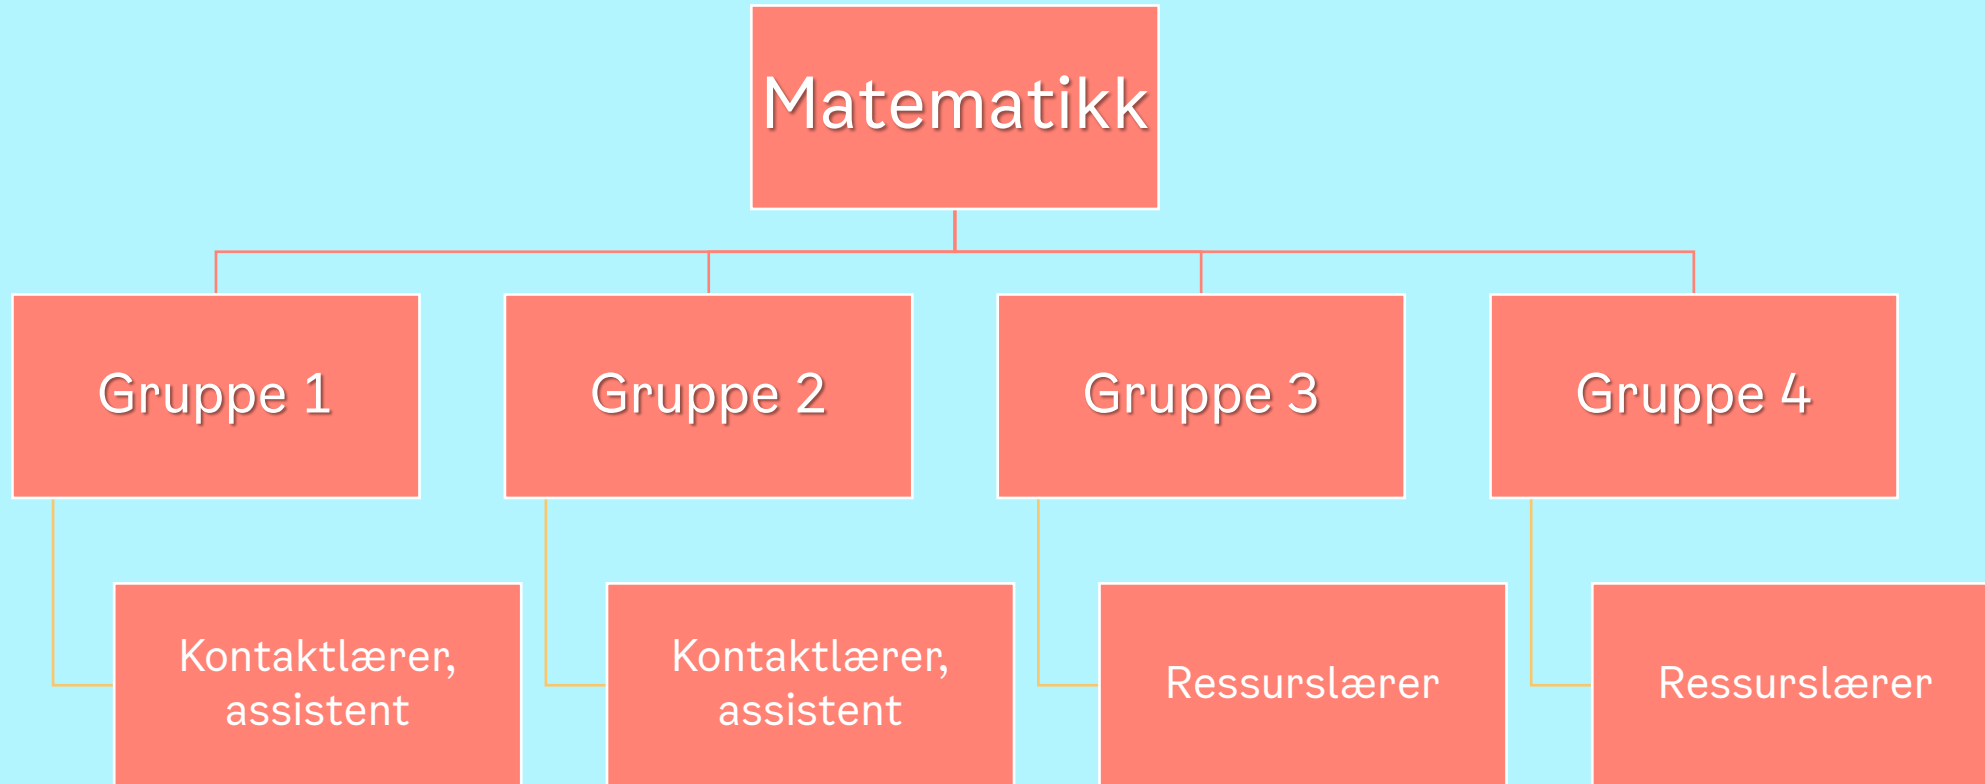 Matematikk
Gruppe 1
Gruppe 2
Gruppe 3
Gruppe 4
Kontaktlærer,
assistent
Kontaktlærer,
assistent
Ressurslærer
Ressurslærer